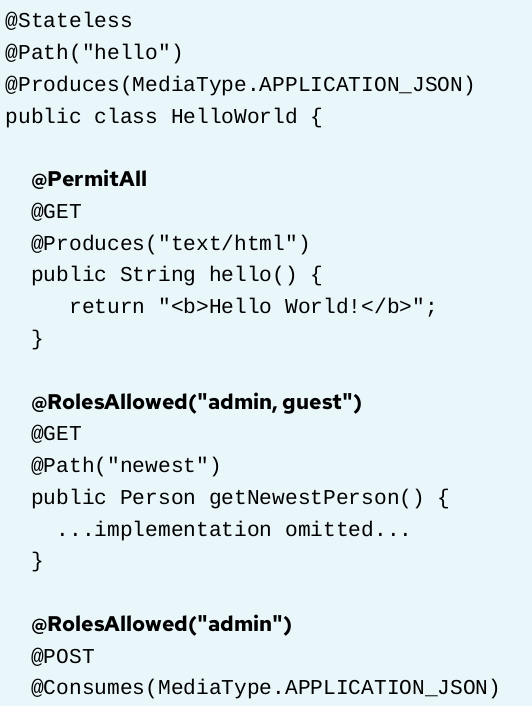 @Stateless
@Path("hello")
@Produces(MediaType.APPLICATION_JSON)
public class HelloWorld {
@PermitAll
@GET
@Produces("text/html")
public String hello() {
return "<b>Hello World!</b>";
}
@RolesAllowed("admin, guest")
@GET
@Path("newest")
public Person getNewestPerson() {
...implementation omitted...
}
@RolesAllowed("admin")
@POST
@Consumes(MediaType.APPLICATION_JSON)